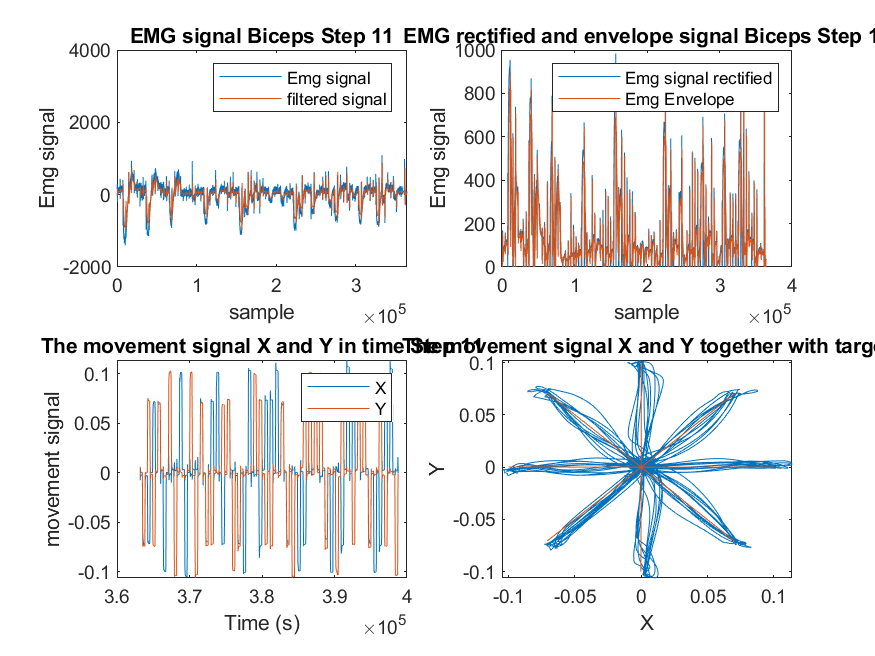 EMG signal Biceps Step 11
4000
2000
0
-2000
0
1
2
3
×10^5
Emg signal
sample
Emg signal
filtered signal
EMG rectified and envelope signal Biceps Step 1
1000
800
600
400
200
0
0
1
2
3
4
×10^5
Emg signal
sample
Emg signal rectified
Emg Envelope
The movement signal X and Y in time Step 11
0.1
0.05
0
-0.05
-0.1
3.6
3.7
3.8
3.9
4
×10^5
movement signal
Time (s)
X
Y
The movement signal X and Y together with targe
0.1
0.05
0
-0.05
-0.1
-0.1
-0.05
0
0.05
0.1
Y
X